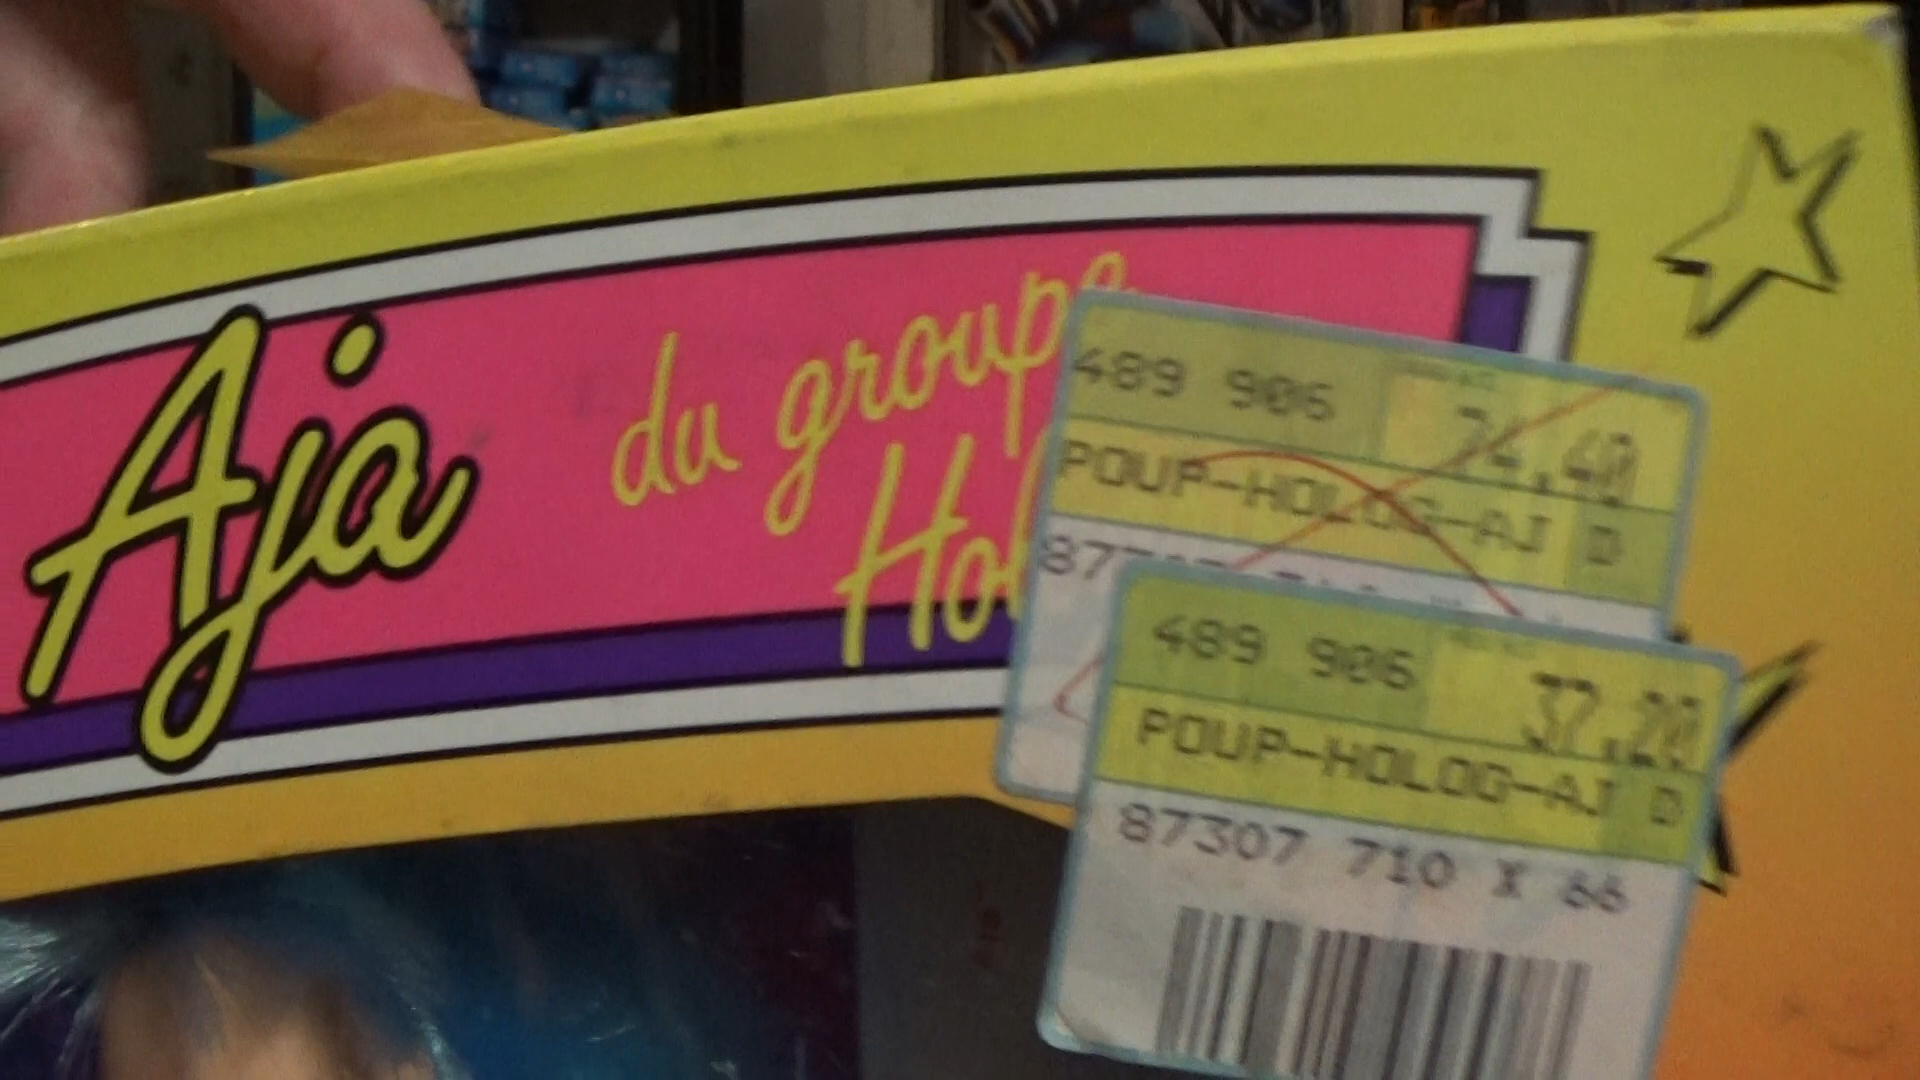 Aja
du groupe
Hol
489 906 74,40
POUP-HOLOG-AJ D
489 906 37,20
POUP-HOLOG-AJ D
87307 710 X 66